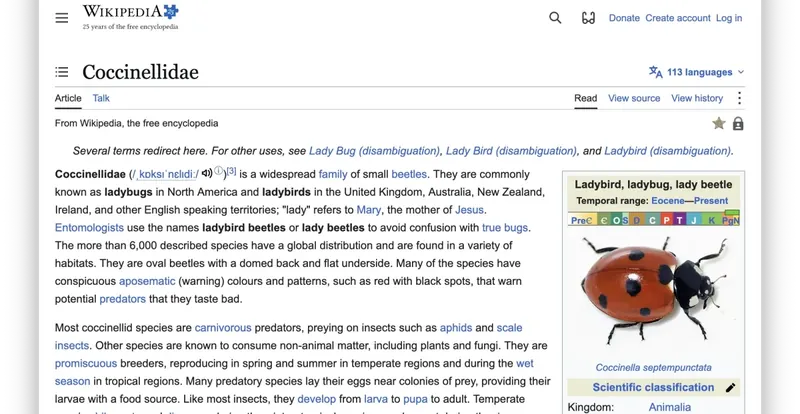 WIKIPEDIA
25 years of the free encyclopedia
Donate Create account Log in
Coccinellidae
113 languages
Article Talk
Read View source View history
From Wikipedia, the free encyclopedia
Several terms redirect here. For other uses, see Lady Bug (disambiguation), Lady Bird (disambiguation), and Ladybird (disambiguation).
Coccinellidae (/ˌkɒksɪˈnɛlɪdiː/ ⓘ)[3] is a widespread family of small beetles. They are commonly
known as ladybugs in North America and ladybirds in the United Kingdom, Australia, New Zealand,
Ireland, and other English speaking territories; "lady" refers to Mary, the mother of Jesus.
Entomologists use the names ladybird beetles or lady beetles to avoid confusion with true bugs.
The more than 6,000 described species have a global distribution and are found in a variety of
habitats. They are oval beetles with a domed back and flat underside. Many of the species have
conspicuous aposematic (warning) colours and patterns, such as red with black spots, that warn
potential predators that they taste bad.
Most coccinellid species are carnivorous predators, preying on insects such as aphids and scale
insects. Other species are known to consume non-animal matter, including plants and fungi. They are
promiscuous breeders, reproducing in spring and summer in temperate regions and during the wet
season in tropical regions. Many predatory species lay their eggs near colonies of prey, providing their
larvae with a food source. Like most insects, they develop from larva to pupa to adult. Temperate
Ladybird, ladybug, lady beetle
Temporal range: Eocene–Present
PreꞒ Ꞓ O S D C P T J K PgN
Coccinella septempunctata
Scientific classification
Kingdom: Animalia